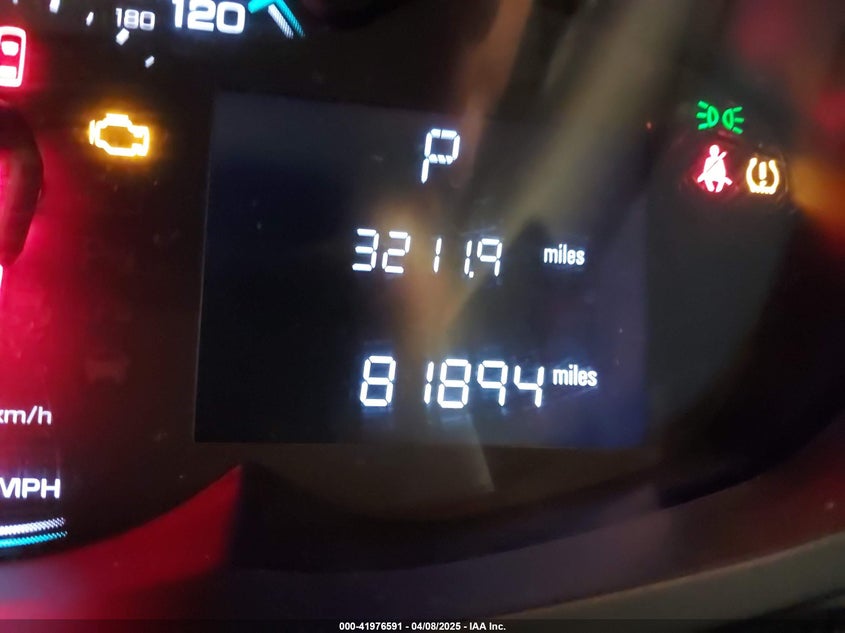 180 120
P
3211.9 miles
81894 miles
km/h
MPH
000-41976591 - 04/08/2025 - IAA Inc.